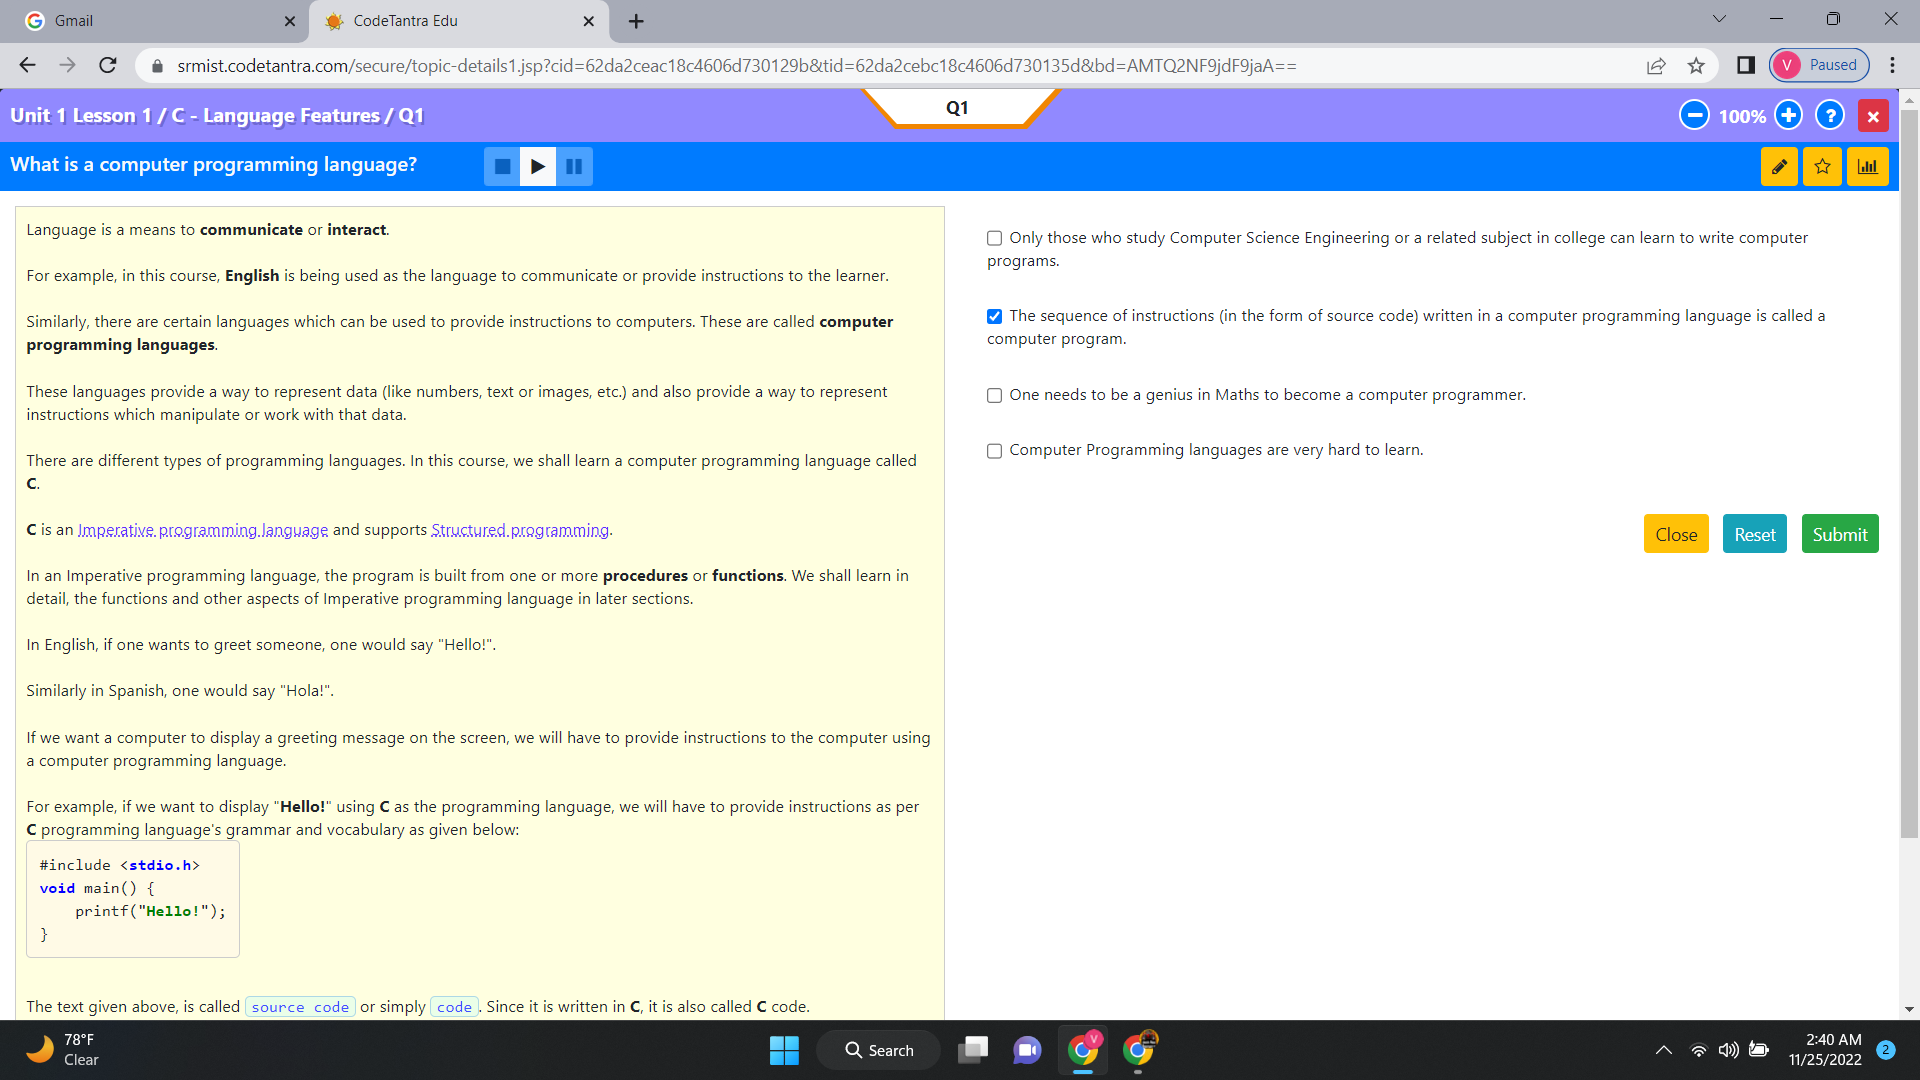 Gmail
CodeTantra Edu
srmist.codetantra.com/secure/topic-details1.jsp?cid=62da2ceac18c4606d730129b&tid=62da2cebc18c4606d730135d&bd=AMTQ2NF9jdF9jaA==
V Paused
Unit 1 Lesson 1 / C - Language Features / Q1
Q1
100%
?
What is a computer programming language?
Language is a means to communicate or interact.
For example, in this course, English is being used as the language to communicate or provide instructions to the learner.
Similarly, there are certain languages which can be used to provide instructions to computers. These are called computer
programming languages.
These languages provide a way to represent data (like numbers, text or images, etc.) and also provide a way to represent
instructions which manipulate or work with that data.
There are different types of programming languages. In this course, we shall learn a computer programming language called
C.
C is an Imperative programming language and supports Structured programming.
In an Imperative programming language, the program is built from one or more procedures or functions. We shall learn in
detail, the functions and other aspects of Imperative programming language in later sections.
In English, if one wants to greet someone, one would say "Hello!".
Similarly in Spanish, one would say "Hola!".
If we want a computer to display a greeting message on the screen, we will have to provide instructions to the computer using
a computer programming language.
For example, if we want to display "Hello!" using C as the programming language, we will have to provide instructions as per
C programming language's grammar and vocabulary as given below:
#include <stdio.h>
void main() {
    printf("Hello!");
}
The text given above, is called source code or simply code. Since it is written in C, it is also called C code.
Only those who study Computer Science Engineering or a related subject in college can learn to write computer
programs.
The sequence of instructions (in the form of source code) written in a computer programming language is called a
computer program.
One needs to be a genius in Maths to become a computer programmer.
Computer Programming languages are very hard to learn.
Close
Reset
Submit
78°F
Clear
Search
V
2:40 AM
11/25/2022
2